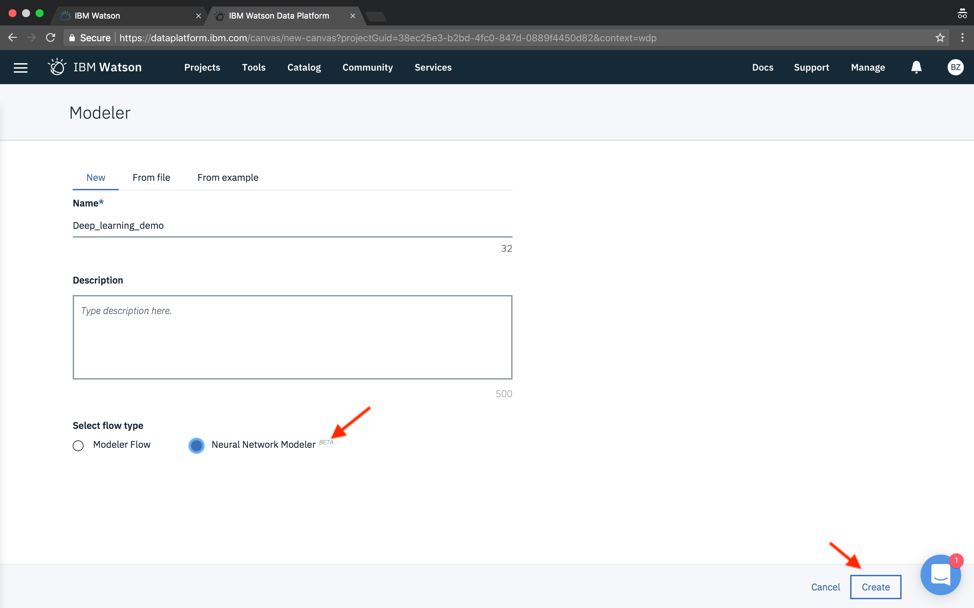 IBM Watson
IBM Watson Data Platform
Secure https://dataplatform.ibm.com/canvas/new-canvas?projectGuid=38ec25e3-b2bd-4fc0-847d-0889f4450d82&context=wdp
IBM Watson Projects Tools Catalog Community Services Docs Support Manage BZ
Modeler
New From file From example
Name*
Deep_learning_demo
32
Description
Type description here.
500
Select flow type
Modeler Flow Neural Network Modeler BETA
1
Cancel Create